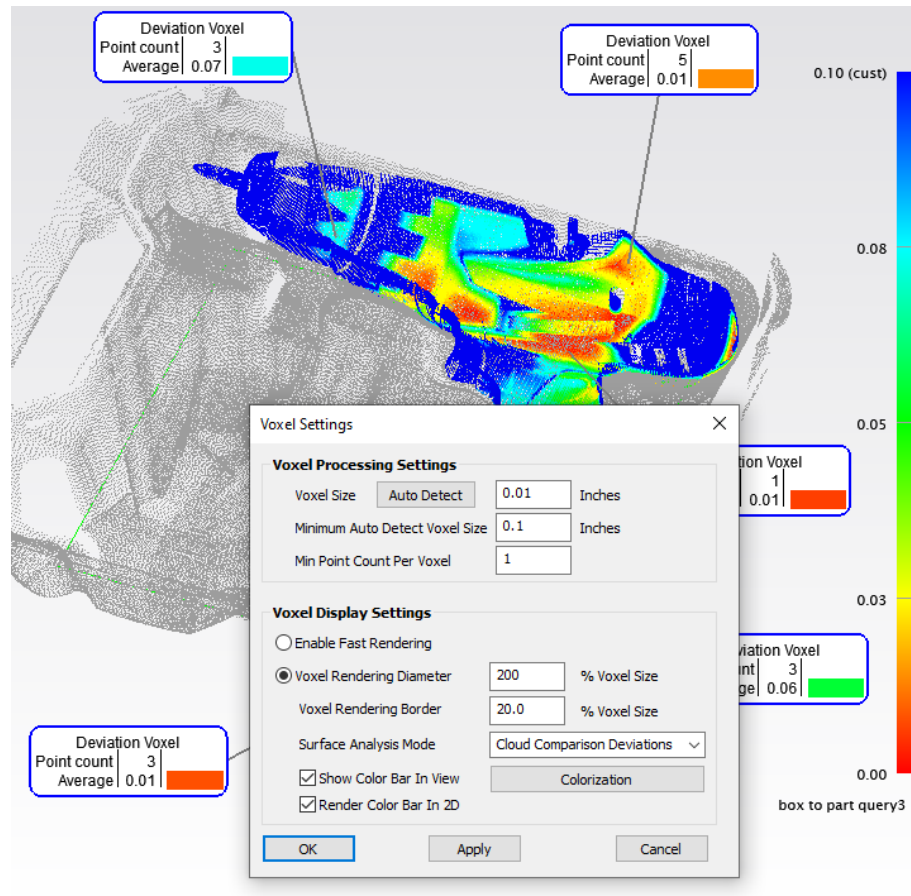 Deviation Voxel
Point count 3
Average 0.07
Deviation Voxel
Point count 5
Average 0.01
0.10 (cust)
0.08
0.05
0.03
0.00
box to part query3
Voxel Settings
Voxel Processing Settings
Voxel Size Auto Detect 0.01 Inches
Minimum Auto Detect Voxel Size 0.1 Inches
Min Point Count Per Voxel 1
Voxel Display Settings
Enable Fast Rendering
Voxel Rendering Diameter 200 % Voxel Size
Voxel Rendering Border 20.0 % Voxel Size
Surface Analysis Mode Cloud Comparison Deviations
Show Color Bar In View Colorization
Render Color Bar In 2D
OK Apply Cancel
tion Voxel
1
0.01
viation Voxel
nt 3
ge 0.06
Deviation Voxel
Point count 3
Average 0.01